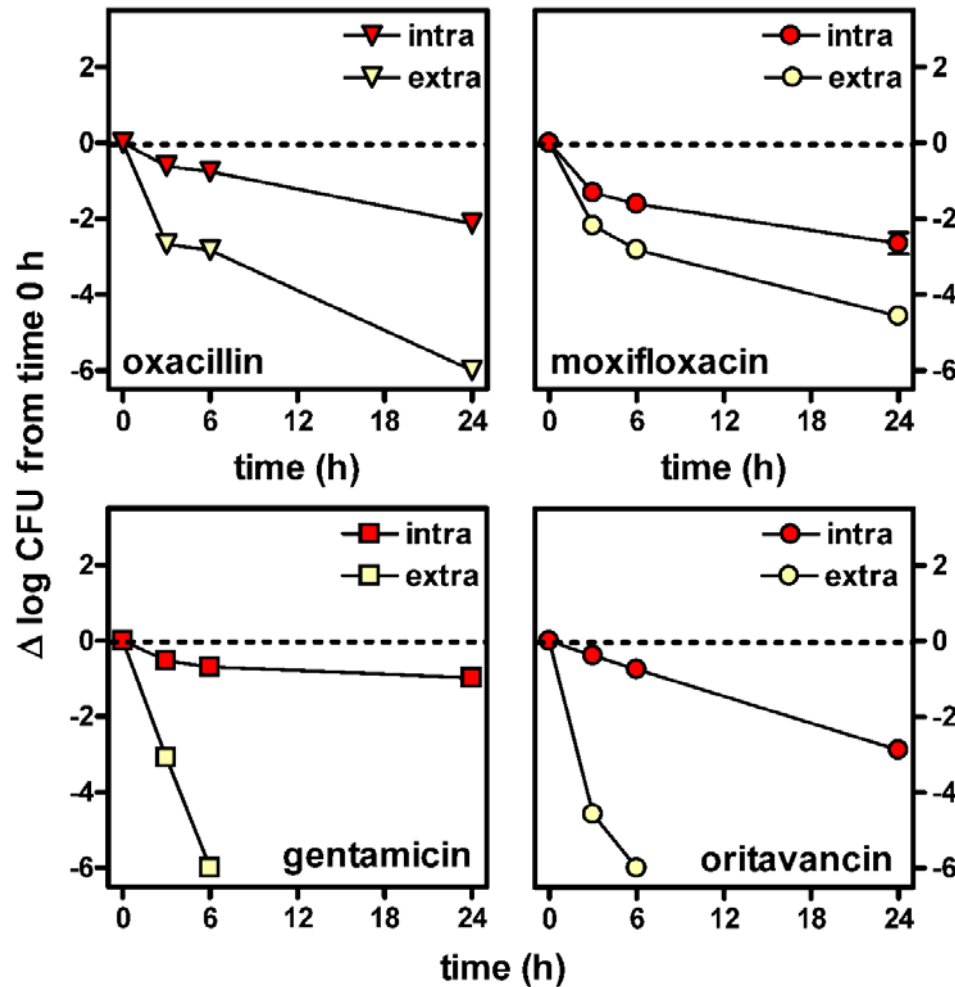 Δ log CFU from time 0 h
intra
extra
2
0
-2
-4
-6
oxacillin
0 6 12 18 24
time (h)
intra
extra
2
0
-2
-4
-6
moxifloxacin
0 6 12 18 24
time (h)
intra
extra
2
0
-2
-4
-6
gentamicin
0 6 12 18 24
time (h)
intra
extra
2
0
-2
-4
-6
oritavancin
0 6 12 18 24
time (h)